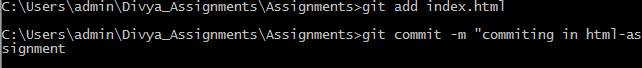 C:\Users\admin\Divya_Assignments\Assignments>git add index.html
C:\Users\admin\Divya_Assignments\Assignments>git commit -m "commiting in html-as
signment